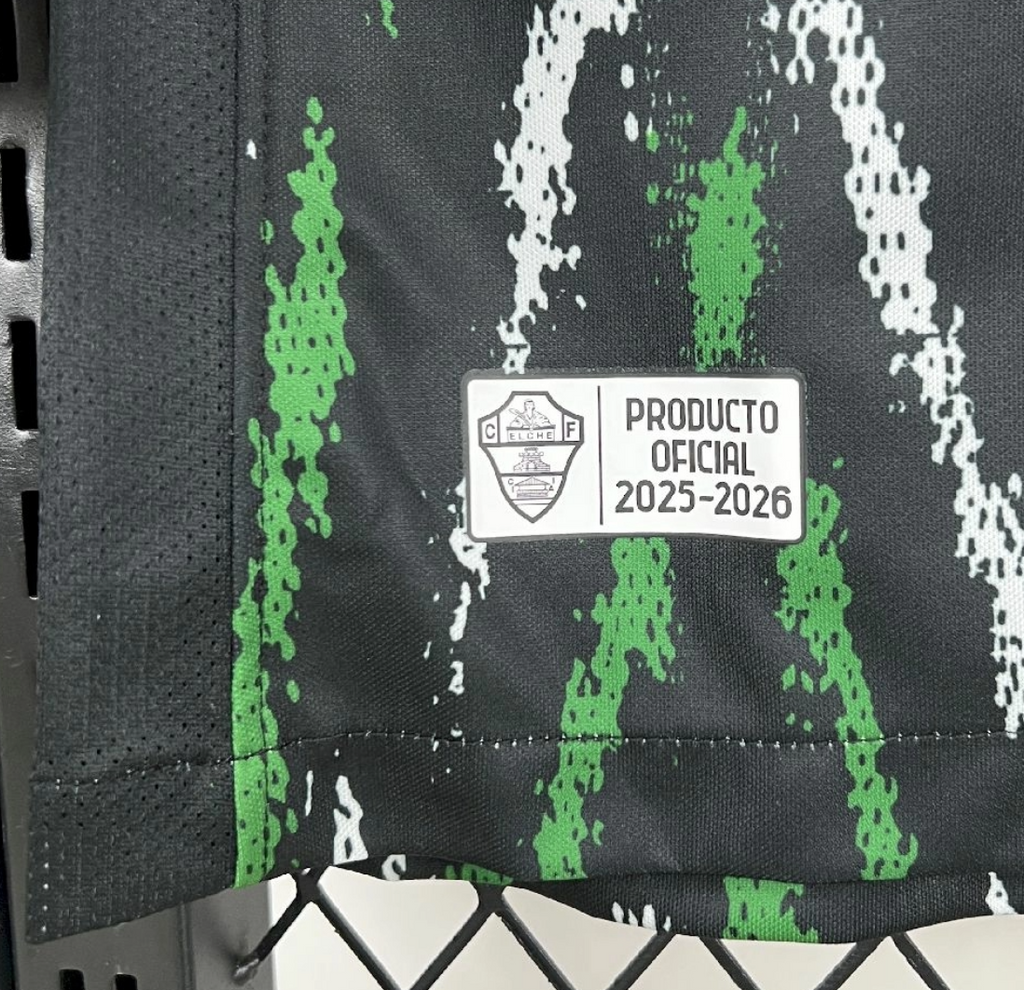 C F
ELCHE
C I
I A
PRODUCTO
OFICIAL
2025-2026